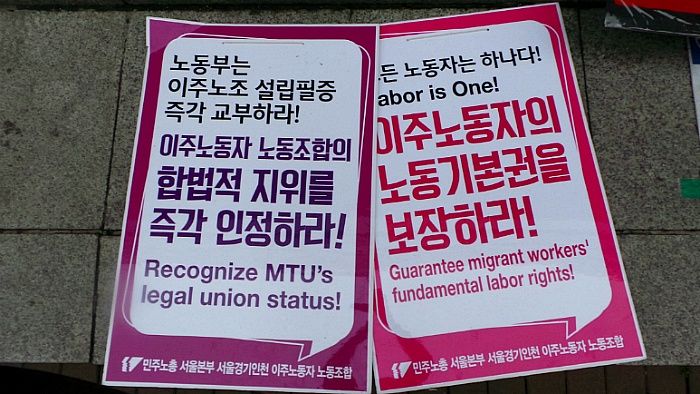 노동부는
이주노조 설립필증
즉각 교부하라!
이주노동자 노동조합의
합법적 지위를
즉각 인정하라!
Recognize MTU's
legal union status!
민주노총 서울본부 서울경기인천 이주노동자 노동조합
든 노동자는 하나다!
abor is One!
이주노동자의
노동기본권을
보장하라!
Guarantee migrant workers'
fundamental labor rights!
민주노총 서울본부 서울경기인천 이주노동자 노동조합